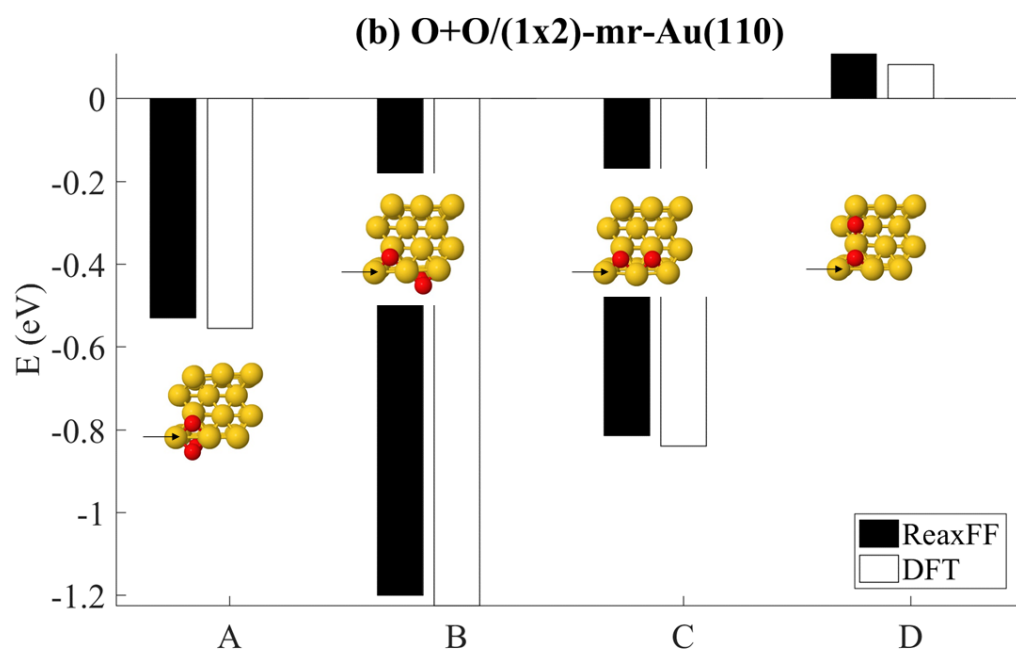 (b) O+O/(1x2)-mr-Au(110)
E (eV)
0
-0.2
-0.4
-0.6
-0.8
-1
-1.2
A B C D
ReaxFF
DFT